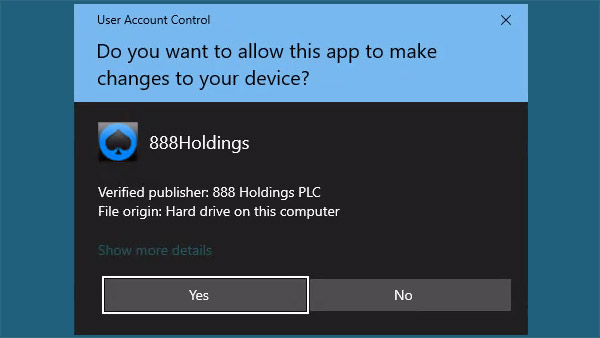 User Account Control
Do you want to allow this app to make
changes to your device?
888Holdings
Verified publisher: 888 Holdings PLC
File origin: Hard drive on this computer
Show more details
Yes
No